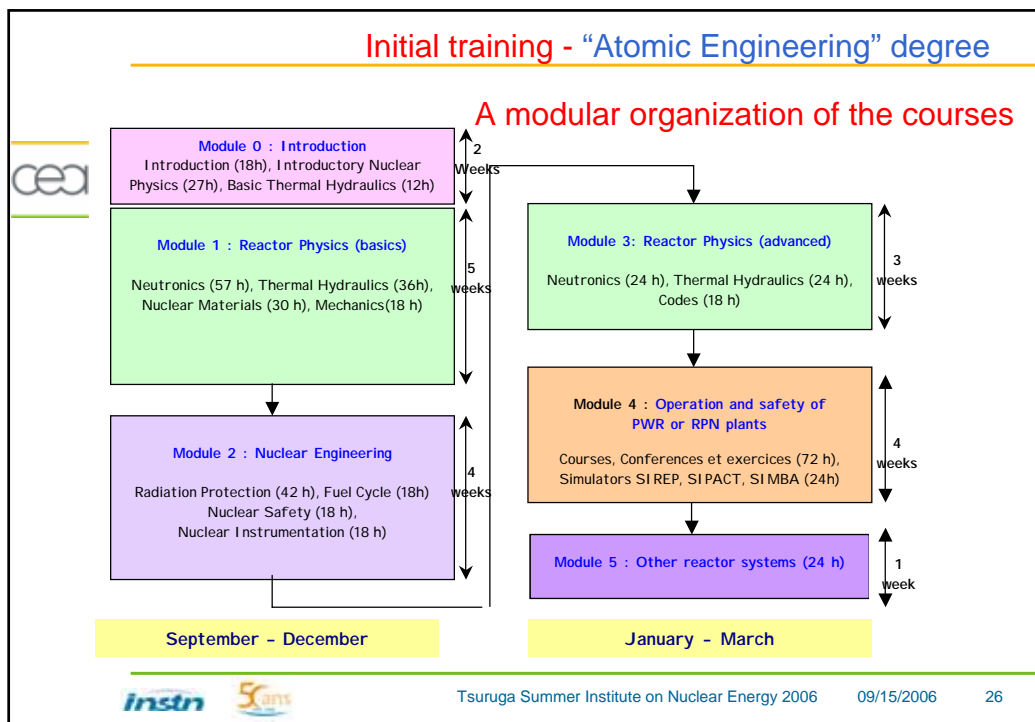 Initial training - “Atomic Engineering” degree
A modular organization of the courses
cea
Module 0 : Introduction
Introduction (18h), Introductory Nuclear
Physics (27h), Basic Thermal Hydraulics (12h)
2
Weeks
Module 1 : Reactor Physics (basics)
Neutronics (57 h), Thermal Hydraulics (36h),
Nuclear Materials (30 h), Mechanics(18 h)
5
weeks
Module 2 : Nuclear Engineering
Radiation Protection (42 h), Fuel Cycle (18h)
Nuclear Safety (18 h),
Nuclear Instrumentation (18 h)
4
weeks
September – December
Module 3: Reactor Physics (advanced)
Neutronics (24 h), Thermal Hydraulics (24 h),
Codes (18 h)
3
weeks
Module 4 : Operation and safety of
PWR or RPN plants
Courses, Conferences et exercices (72 h),
Simulators SIREP, SIPACT, SIMBA (24h)
4
weeks
Module 5 : Other reactor systems (24 h)
1
week
January – March
instn
50ans
Tsuruga Summer Institute on Nuclear Energy 2006 09/15/2006 26